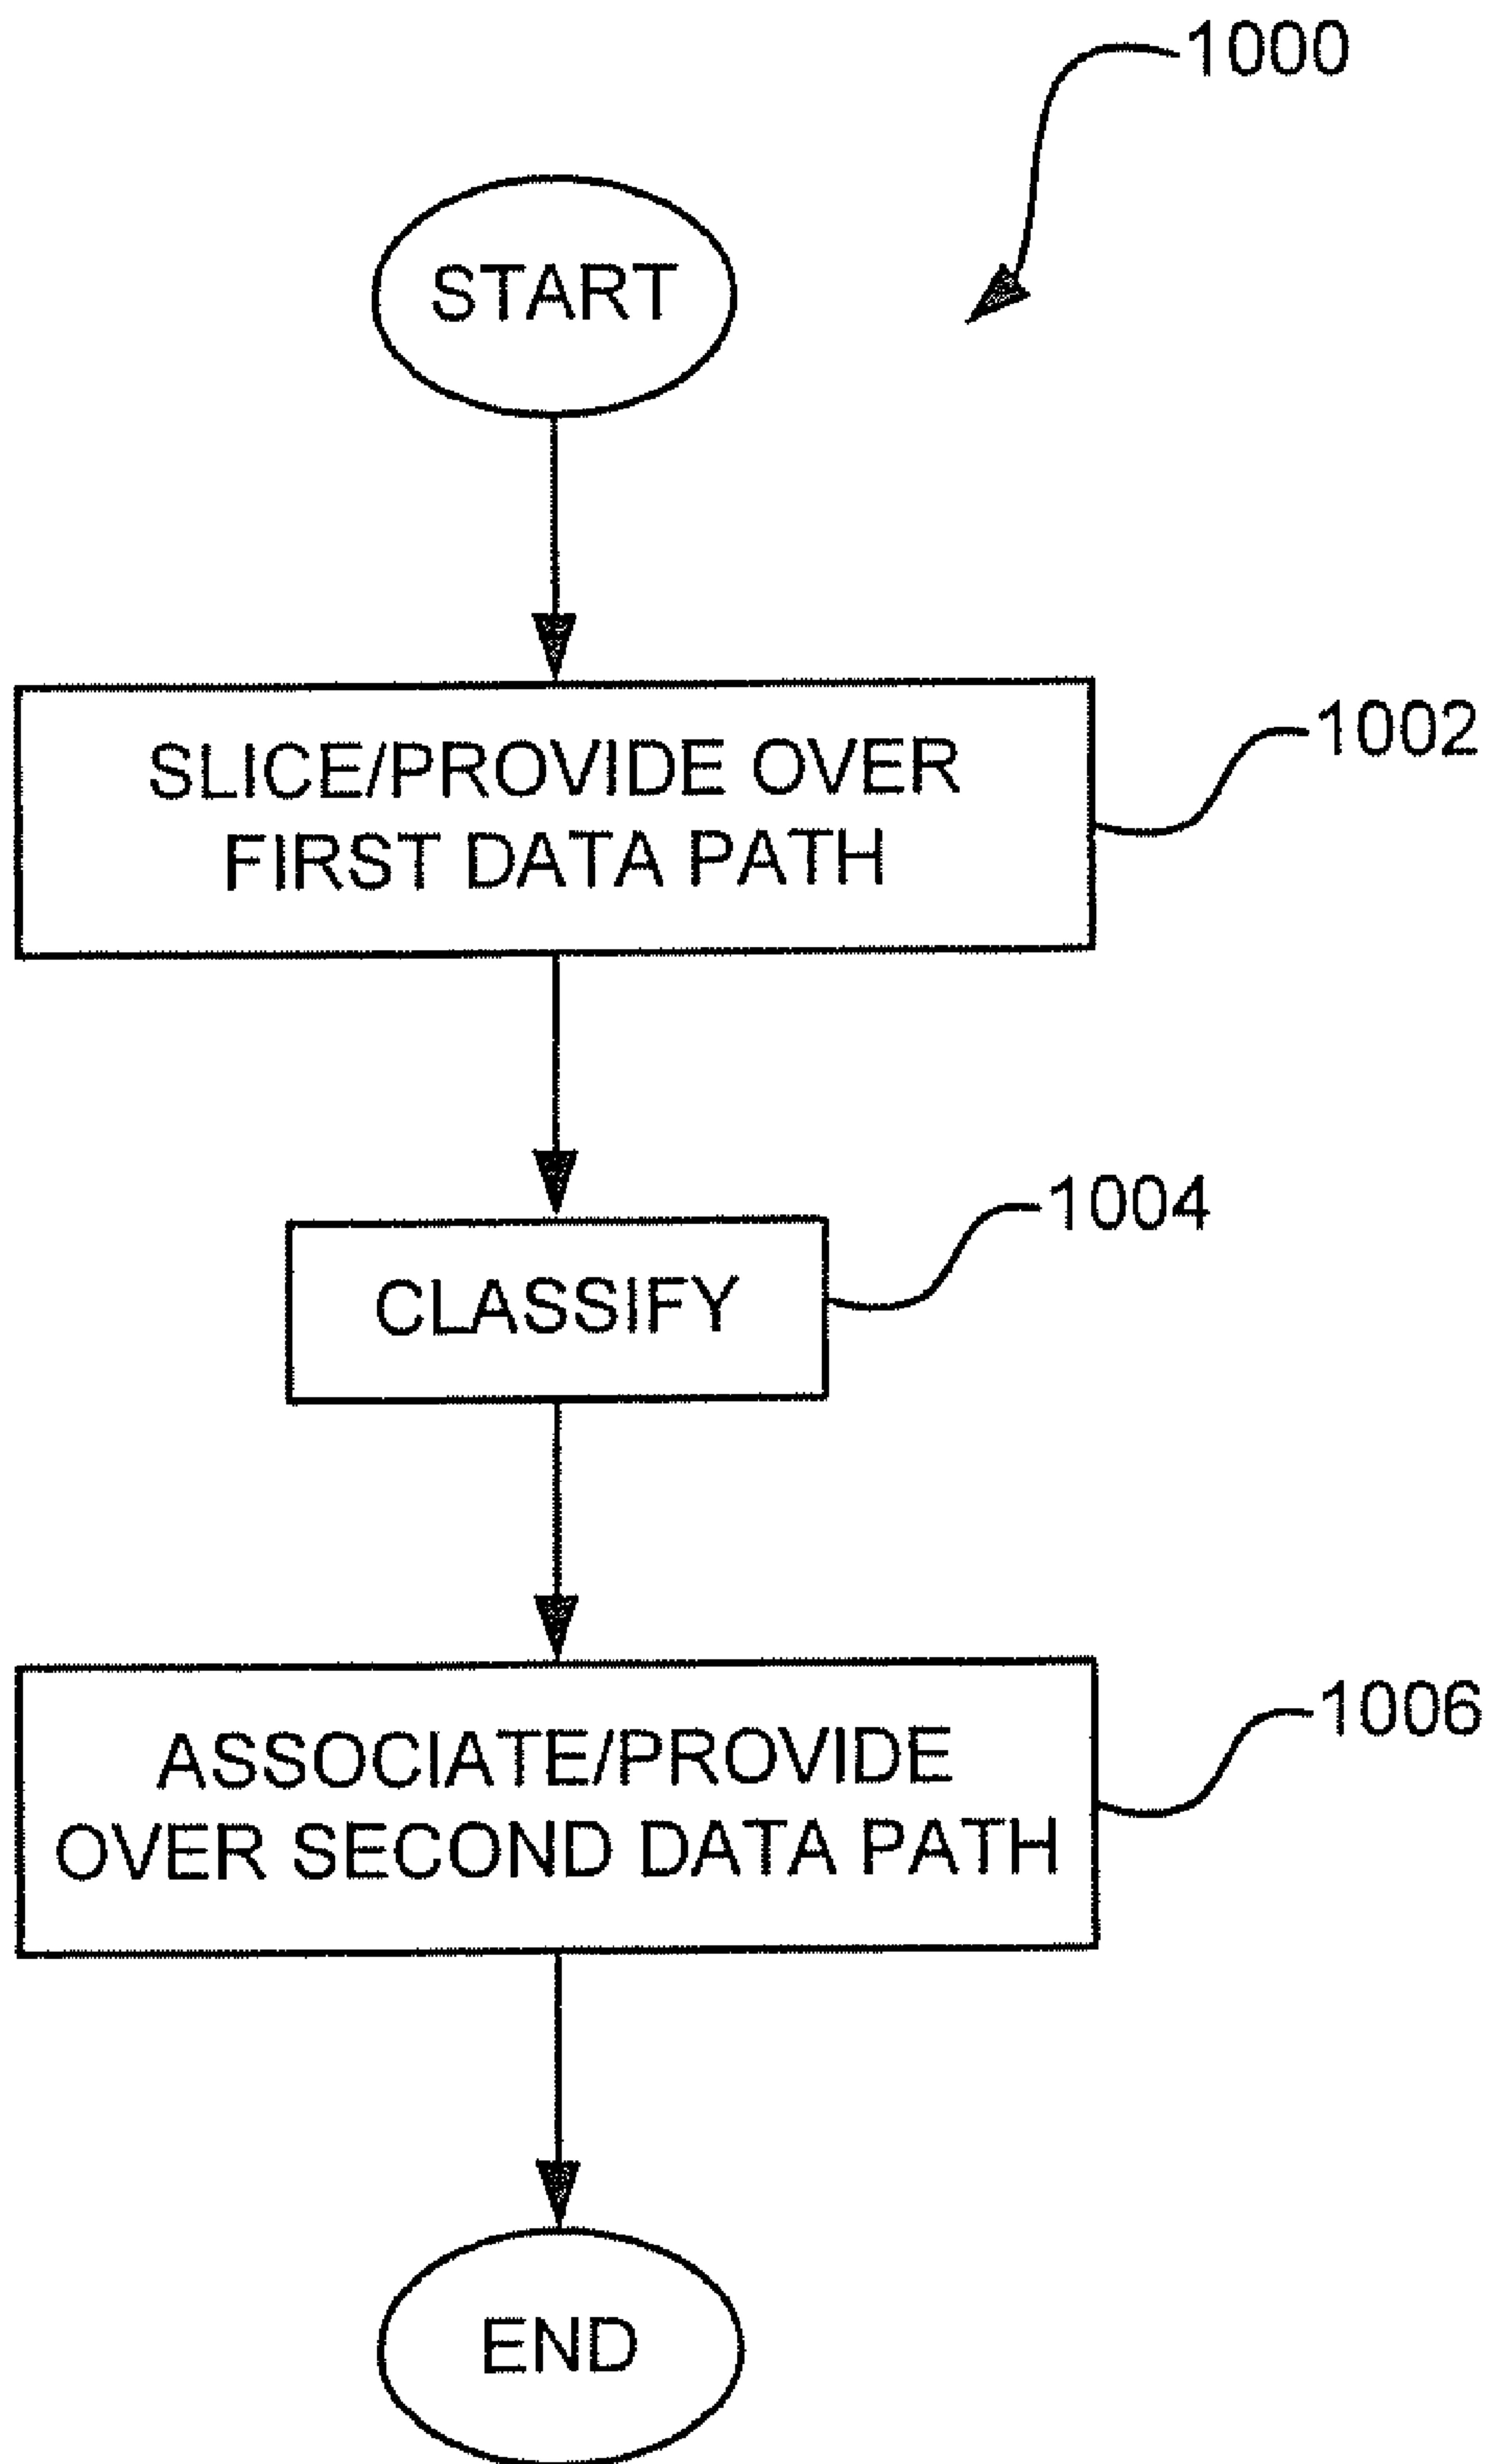 1000
START
SLICE/PROVIDE OVER
FIRST DATA PATH
1002
CLASSIFY
1004
ASSOCIATE/PROVIDE
OVER SECOND DATA PATH
1006
END